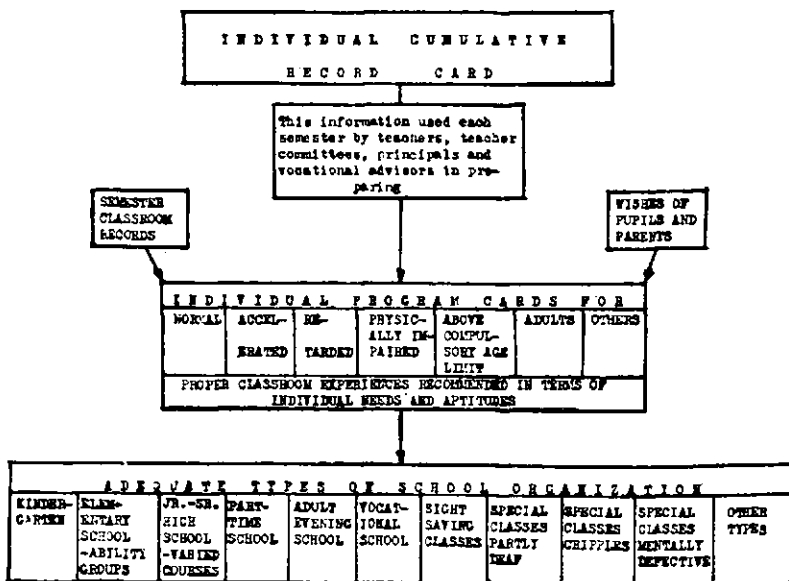 INDIVIDUAL CUMULATIVE
RECORD CARD
This information used each
semester by teachers, teacher
committees, principals and
vocational advisors in pre-
paring
SEMESTER
CLASSROOM
RECORDS
WISHES OF
PUPILS AND
PARENTS
INDIVIDUAL PROGRAM CARDS FOR
NORMAL
ACCEL-
ERATED
RE-
TARDED
PHYSIC-
ALLY IM-
PAIRED
ABOVE
COMPUL-
SORY AGE
LIMIT
ADULTS
OTHERS
PROPER CLASSROOM EXPERIENCES RECOMMENDED IN TERMS OF
INDIVIDUAL NEEDS AND APTITUDES
ADEQUATE TYPES OF SCHOOL ORGANIZATION
KINDER-
GARTEN
ELEM-
ENTARY
SCHOOL
-ABILITY
GROUPS
JR.-SR.
HIGH
SCHOOL
-VARIED
COURSES
PART-
TIME
SCHOOL
ADULT
EVENING
SCHOOL
VOCAT-
IONAL
SCHOOL
SIGHT
SAVING
CLASSES
SPECIAL
CLASSES
PARTLY
DEAF
SPECIAL
CLASSES
CRIPPLES
SPECIAL
CLASSES
MENTALLY
DEFECTIVE
OTHER
TYPES